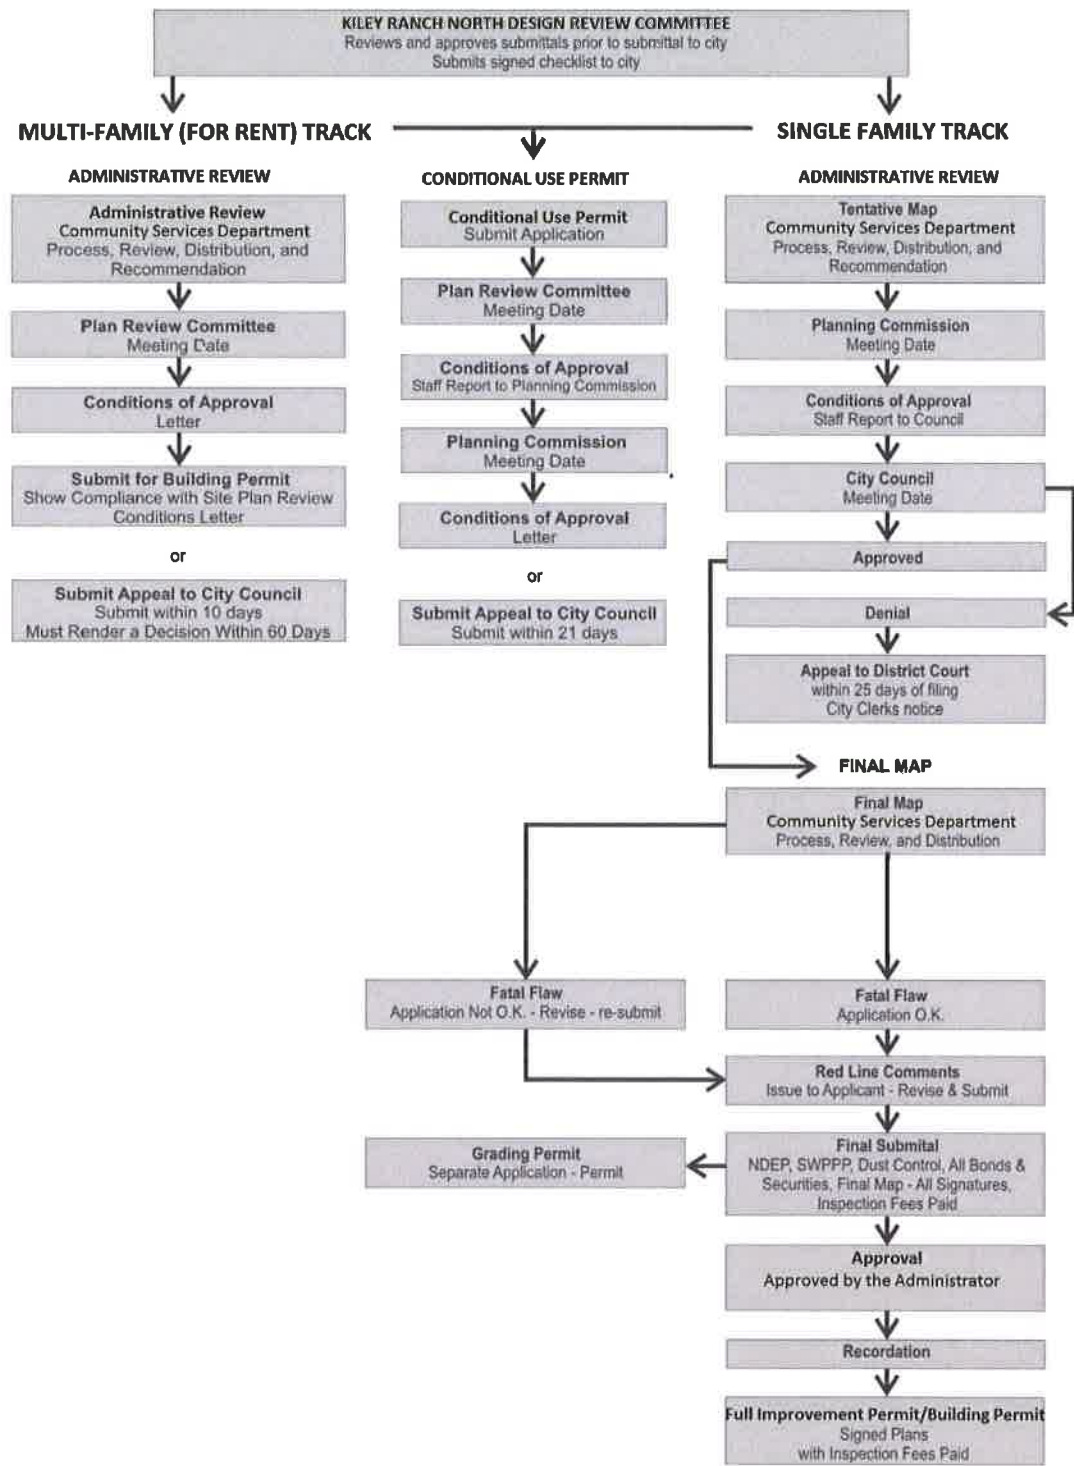 KILEY RANCH NORTH DESIGN REVIEW COMMITTEE
Reviews and approves submittals prior to submittal to city
Submits signed checklist to city
MULTI-FAMILY (FOR RENT) TRACK
SINGLE FAMILY TRACK
ADMINISTRATIVE REVIEW
Administrative Review
Community Services Department
Process, Review, Distribution, and
Recommendation
Plan Review Committee
Meeting Date
Conditions of Approval
Letter
Submit for Building Permit
Show Compliance with Site Plan Review
Conditions Letter
or
Submit Appeal to City Council
Submit within 10 days
Must Render a Decision Within 60 Days
CONDITIONAL USE PERMIT
Conditional Use Permit
Submit Application
Plan Review Committee
Meeting Date
Conditions of Approval
Staff Report to Planning Commission
Planning Commission
Meeting Date
Conditions of Approval
Letter
or
Submit Appeal to City Council
Submit within 21 days
ADMINISTRATIVE REVIEW
Tentative Map
Community Services Department
Process, Review, Distribution, and
Recommendation
Planning Commission
Meeting Date
Conditions of Approval
Staff Report to Council
City Council
Meeting Date
Approved
Denial
Appeal to District Court
within 25 days of filing
City Clerks notice
FINAL MAP
Final Map
Community Services Department
Process, Review, and Distribution
Fatal Flaw
Application Not O.K. - Revise - re-submit
Fatal Flaw
Application O.K.
Red Line Comments
Issue to Applicant - Revise & Submit
Grading Permit
Separate Application - Permit
Final Submital
NDEP, SWPPP, Dust Control, All Bonds &
Securities, Final Map - All Signatures,
Inspection Fees Paid
Approval
Approved by the Administrator
Recordation
Full Improvement Permit/Building Permit
Signed Plans
with Inspection Fees Paid